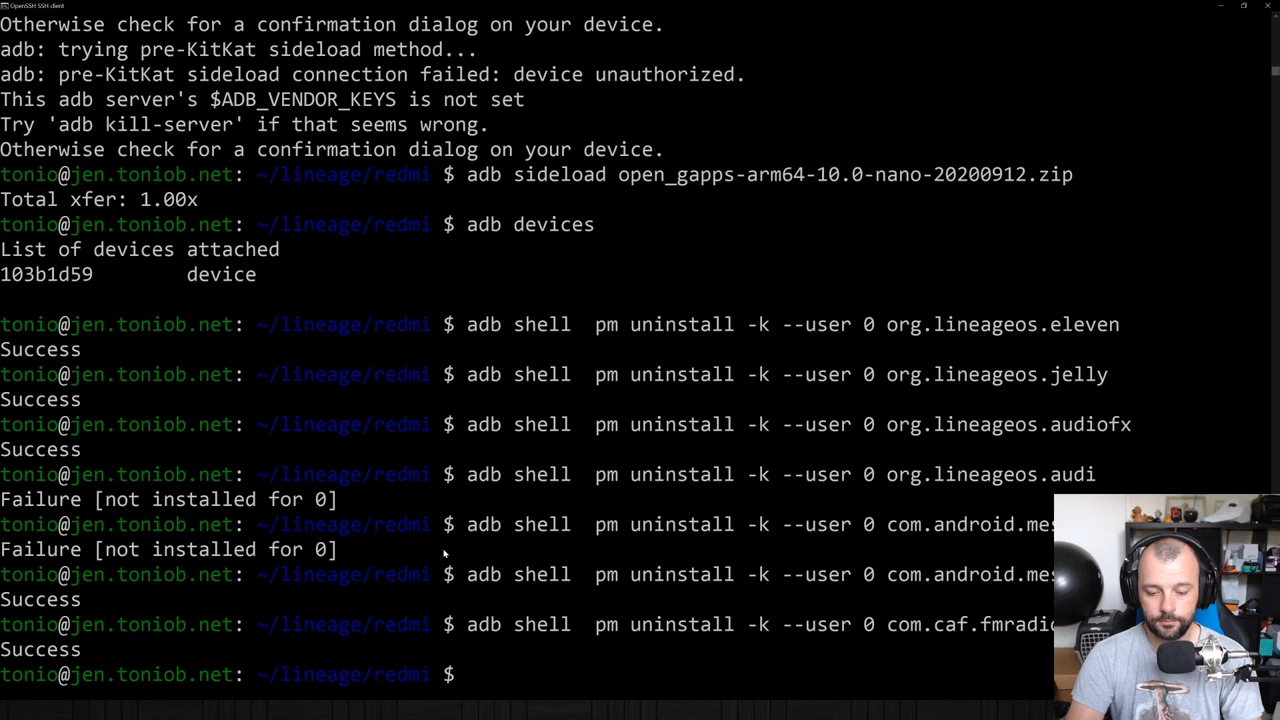 OpenSSH SSH client
Otherwise check for a confirmation dialog on your device.
adb: trying pre-KitKat sideload method...
adb: pre-KitKat sideload connection failed: device unauthorized.
This adb server's $ADB_VENDOR_KEYS is not set
Try 'adb kill-server' if that seems wrong.
Otherwise check for a confirmation dialog on your device.
tonio@jen.toniob.net: ~/lineage/redmi $ adb sideload open_gapps-arm64-10.0-nano-20200912.zip
Total xfer: 1.00x
tonio@jen.toniob.net: ~/lineage/redmi $ adb devices
List of devices attached
103b1d59        device
tonio@jen.toniob.net: ~/lineage/redmi $ adb shell  pm uninstall -k --user 0 org.lineageos.eleven
Success
tonio@jen.toniob.net: ~/lineage/redmi $ adb shell  pm uninstall -k --user 0 org.lineageos.jelly
Success
tonio@jen.toniob.net: ~/lineage/redmi $ adb shell  pm uninstall -k --user 0 org.lineageos.audiofx
Success
tonio@jen.toniob.net: ~/lineage/redmi $ adb shell  pm uninstall -k --user 0 org.lineageos.audi
Failure [not installed for 0]
tonio@jen.toniob.net: ~/lineage/redmi $ adb shell  pm uninstall -k --user 0 com.android.mes
Failure [not installed for 0]
tonio@jen.toniob.net: ~/lineage/redmi $ adb shell  pm uninstall -k --user 0 com.android.mes
Success
tonio@jen.toniob.net: ~/lineage/redmi $ adb shell  pm uninstall -k --user 0 com.caf.fmradio
Success
tonio@jen.toniob.net: ~/lineage/redmi $